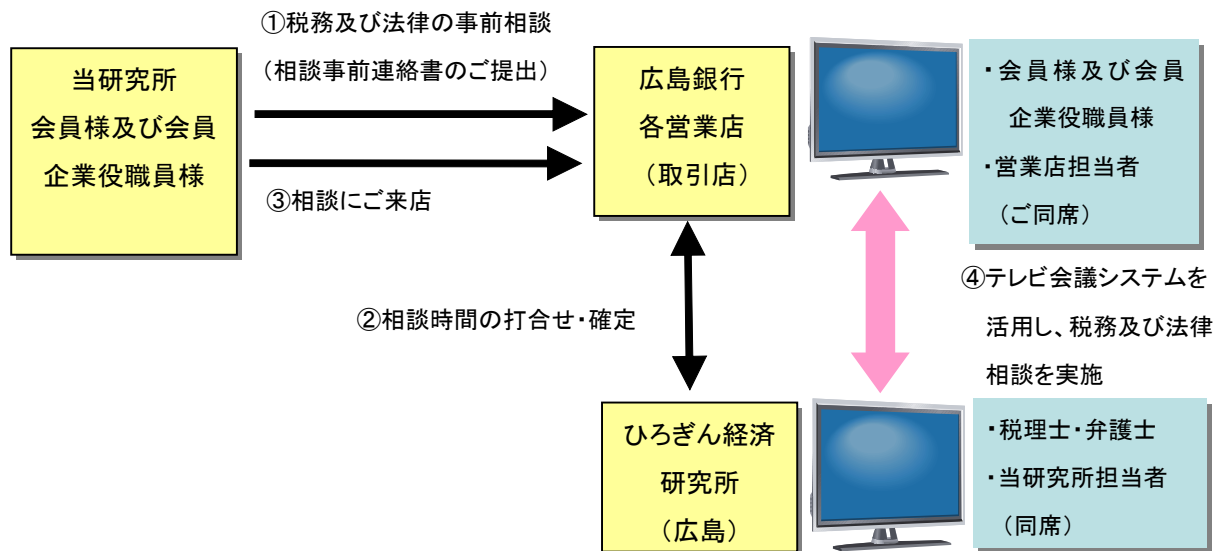 ①税務及び法律の事前相談
(相談事前連絡書のご提出)
当研究所
会員様及び会員
企業役職員様
③相談にご来店
広島銀行
各営業店
(取引店)
・会員様及び会員
企業役職員様
・営業店担当者
(ご同席)
②相談時間の打合せ・確定
④テレビ会議システムを
活用し、税務及び法律
相談を実施
ひろぎん経済
研究所
(広島)
・税理士・弁護士
・当研究所担当者
(同席)